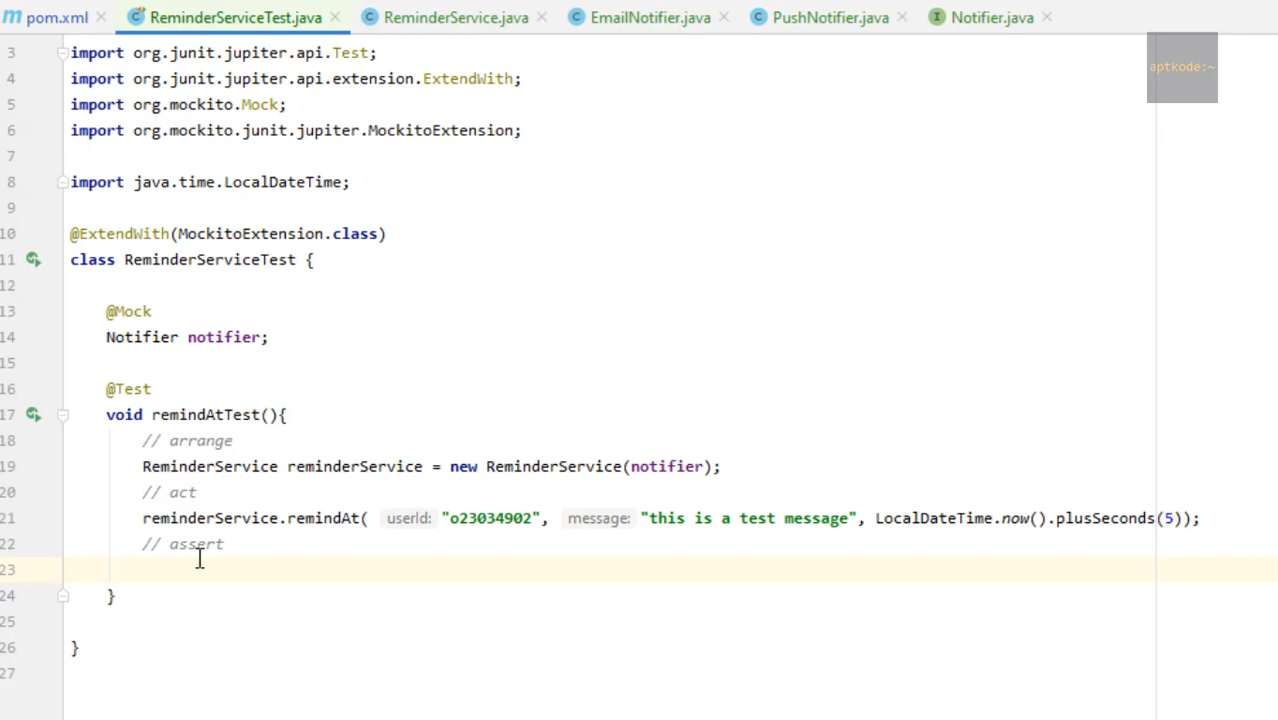 pom.xml ReminderServiceTest.java ReminderService.java EmailNotifier.java PushNotifier.java Notifier.java
aptkode:~
3 import org.junit.jupiter.api.Test;
4 import org.junit.jupiter.api.extension.ExtendWith;
5 import org.mockito.Mock;
6 import org.mockito.junit.jupiter.MockitoExtension;
7
8 import java.time.LocalDateTime;
9
10 @ExtendWith(MockitoExtension.class)
11 class ReminderServiceTest {
12
13 @Mock
14 Notifier notifier;
15
16 @Test
17 void remindAtTest(){
18 // arrange
19 ReminderService reminderService = new ReminderService(notifier);
20 // act
21 reminderService.remindAt( userId: "o23034902", message: "this is a test message", LocalDateTime.now().plusSeconds(5));
22 // assert
23
24 }
25
26 }
27